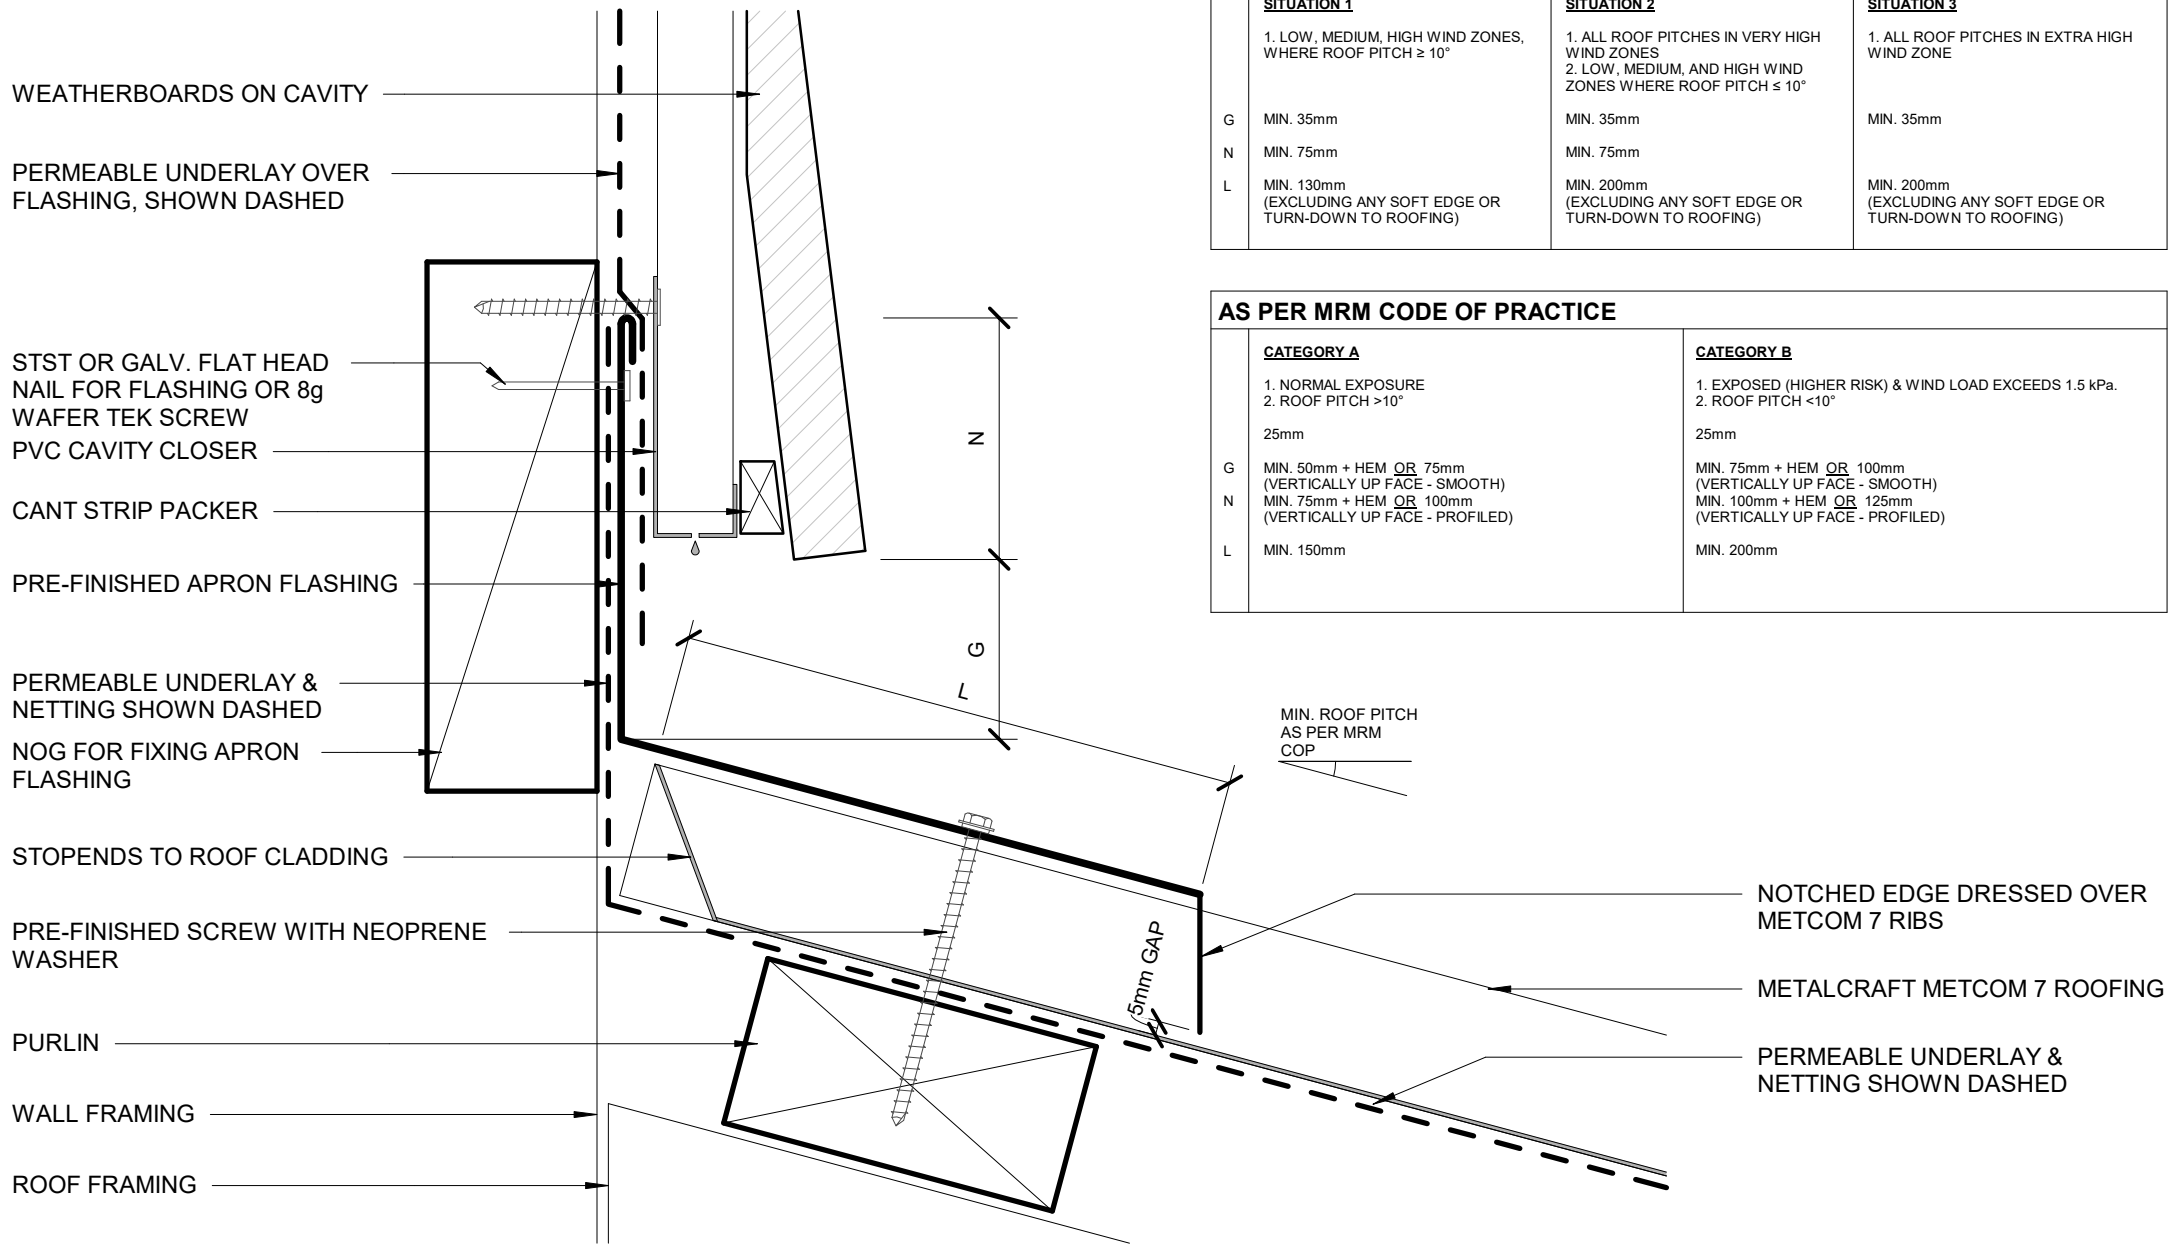 WEATHERBOARDS ON CAVITY
PERMEABLE UNDERLAY OVER
FLASHING, SHOWN DASHED
STST OR GALV. FLAT HEAD
NAIL FOR FLASHING OR 8g
WAFER TEK SCREW
PVC CAVITY CLOSER
CANT STRIP PACKER
PRE-FINISHED APRON FLASHING
PERMEABLE UNDERLAY &
NETTING SHOWN DASHED
NOG FOR FIXING APRON
FLASHING
STOPENDS TO ROOF CLADDING
PRE-FINISHED SCREW WITH NEOPRENE
WASHER
PURLIN
WALL FRAMING
ROOF FRAMING
N
G
L
5mm GAP
SITUATION 1
1. LOW, MEDIUM, HIGH WIND ZONES,
WHERE ROOF PITCH ≥ 10°
SITUATION 2
1. ALL ROOF PITCHES IN VERY HIGH
WIND ZONES
2. LOW, MEDIUM, AND HIGH WIND
ZONES WHERE ROOF PITCH ≤ 10°
SITUATION 3
1. ALL ROOF PITCHES IN EXTRA HIGH
WIND ZONE
G MIN. 35mm MIN. 35mm MIN. 35mm
N MIN. 75mm MIN. 75mm
L MIN. 130mm MIN. 200mm MIN. 200mm
(EXCLUDING ANY SOFT EDGE OR (EXCLUDING ANY SOFT EDGE OR (EXCLUDING ANY SOFT EDGE OR
TURN-DOWN TO ROOFING) TURN-DOWN TO ROOFING) TURN-DOWN TO ROOFING)
AS PER MRM CODE OF PRACTICE
CATEGORY A
1. NORMAL EXPOSURE
2. ROOF PITCH >10°
25mm
G MIN. 50mm + HEM OR 75mm
(VERTICALLY UP FACE - SMOOTH)
N MIN. 75mm + HEM OR 100mm
(VERTICALLY UP FACE - PROFILED)
L MIN. 150mm
CATEGORY B
1. EXPOSED (HIGHER RISK) & WIND LOAD EXCEEDS 1.5 kPa.
2. ROOF PITCH <10°
25mm
MIN. 75mm + HEM OR 100mm
(VERTICALLY UP FACE - SMOOTH)
MIN. 100mm + HEM OR 125mm
(VERTICALLY UP FACE - PROFILED)
MIN. 200mm
MIN. ROOF PITCH
AS PER MRM
COP
NOTCHED EDGE DRESSED OVER
METCOM 7 RIBS
METALCRAFT METCOM 7 ROOFING
PERMEABLE UNDERLAY &
NETTING SHOWN DASHED